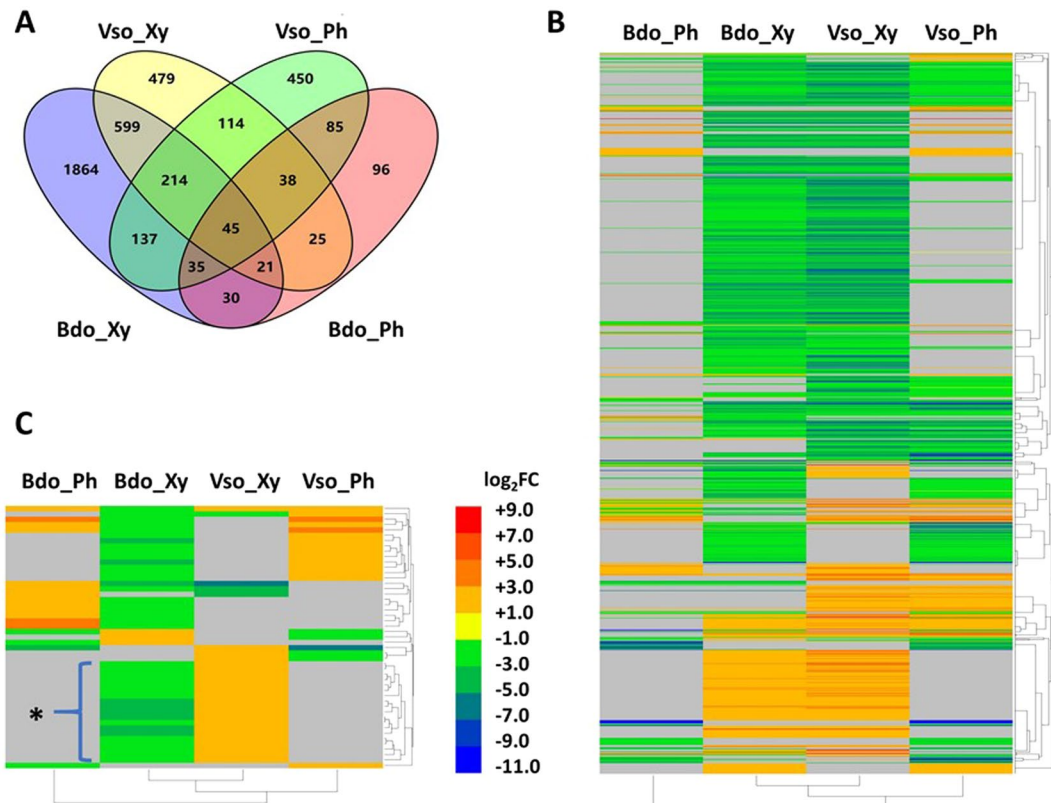 A
Vso_Xy Vso_Ph
479 450
599 114 85
1864 214 38 96
45
137 25
35 21
30
Bdo_Xy Bdo_Ph
B
Bdo_Ph Bdo_Xy Vso_Xy Vso_Ph
C
Bdo_Ph Bdo_Xy Vso_Xy Vso_Ph
*
log₂FC
+9.0
+7.0
+5.0
+3.0
+1.0
-1.0
-3.0
-5.0
-7.0
-9.0
-11.0